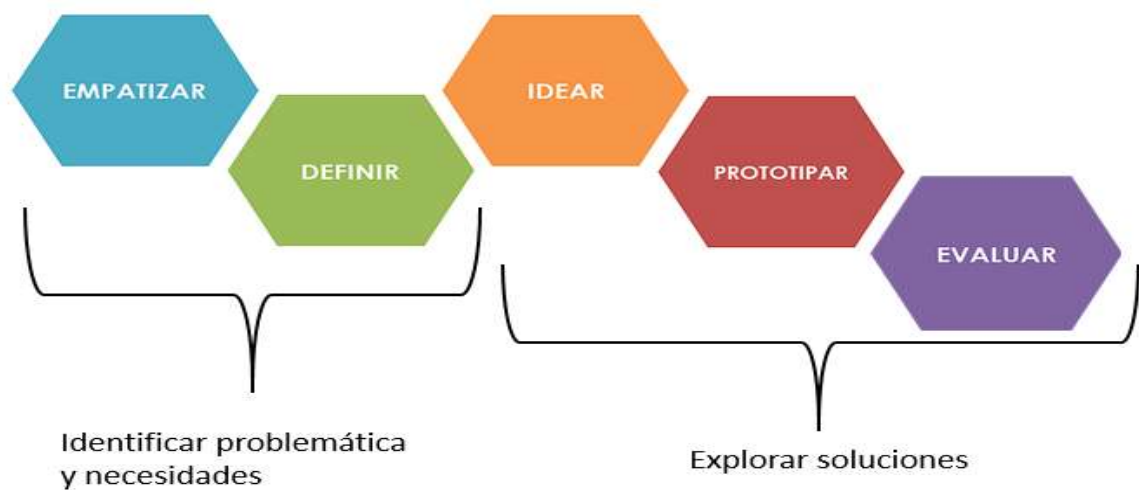 EMPATIZAR
DEFINIR
IDEAR
PROTOTIPAR
EVALUAR
Identificar problemática
y necesidades
Explorar soluciones